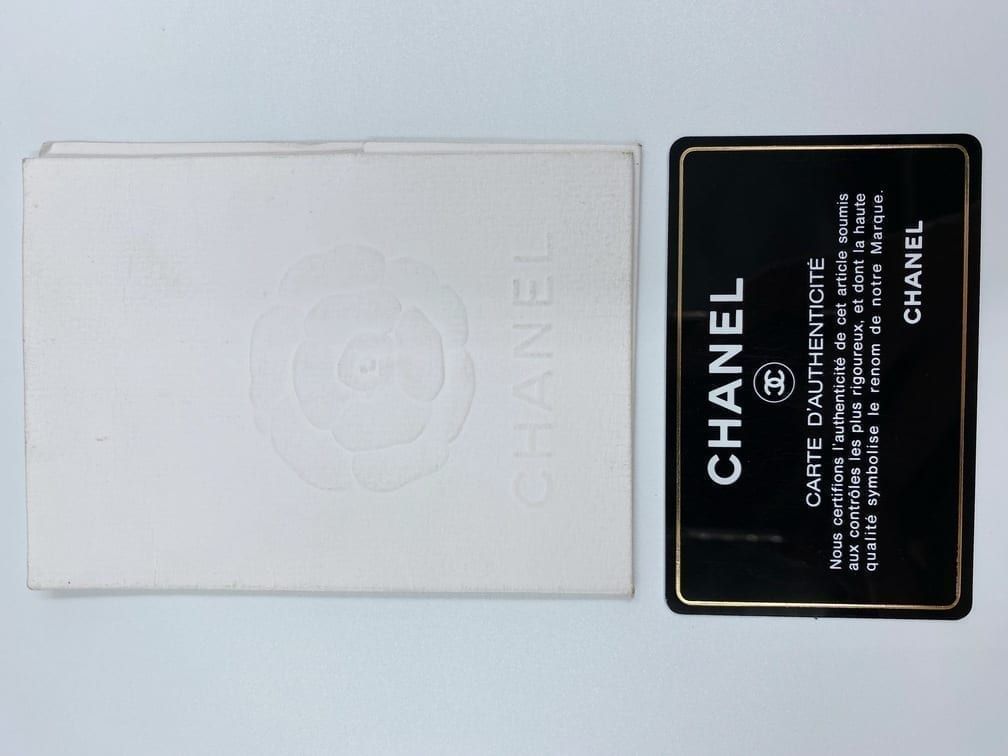 CHANEL
CHANEL
CARTE D'AUTHENTICITÉ
Nous certifions l'authenticité de cet article soumis
aux contrôles les plus rigoureux, et dont la haute
qualité symbolise le renom de notre Marque.
CHANEL